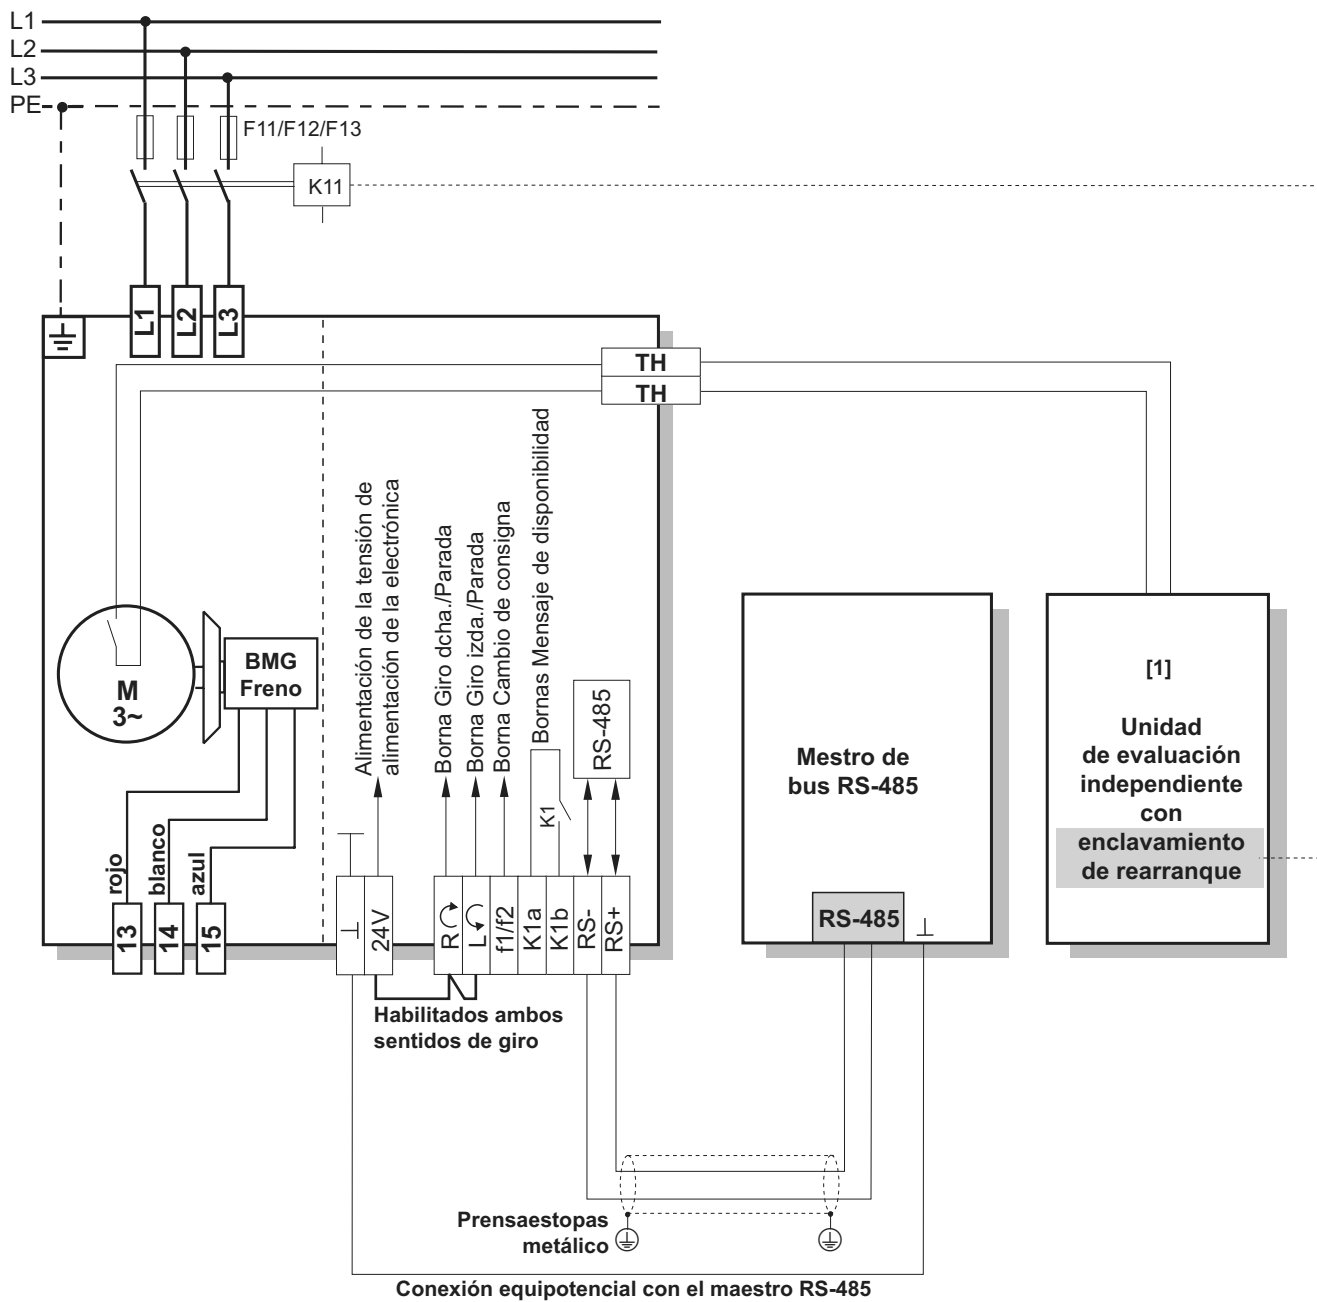 L1
L2
L3
PE
F11/F12/F13
K11
L1
L2
L3
TH
TH
Alimentación de la tensión de
alimentación de la electrónica
Borna Giro dcha./Parada
Borna Giro izda./Parada
Borna Cambio de consigna
Bornas Mensaje de disponibilidad
RS-485
K1
M
3~
BMG
Freno
rojo
blanco
azul
13
14
15
⊥
24V
R
L
f1/f2
K1a
K1b
RS-
RS+
Habilitados ambos
sentidos de giro
Mestro de
bus RS-485
RS-485
⊥
[1]
Unidad
de evaluación
independiente
con
enclavamiento
de rearranque
Prensaestopas
metálico
Conexión equipotencial con el maestro RS-485